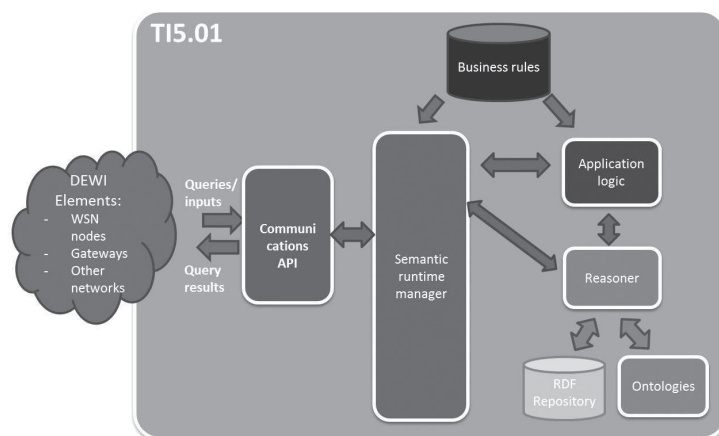 TI5.01
Business rules
DEWI
Elements:
- WSN
nodes
- Gateways
- Other
networks
Queries/
inputs
Query
results
Communi
cations
API
Semantic
runtime
manager
Application
logic
Reasoner
RDF
Repository
Ontologies